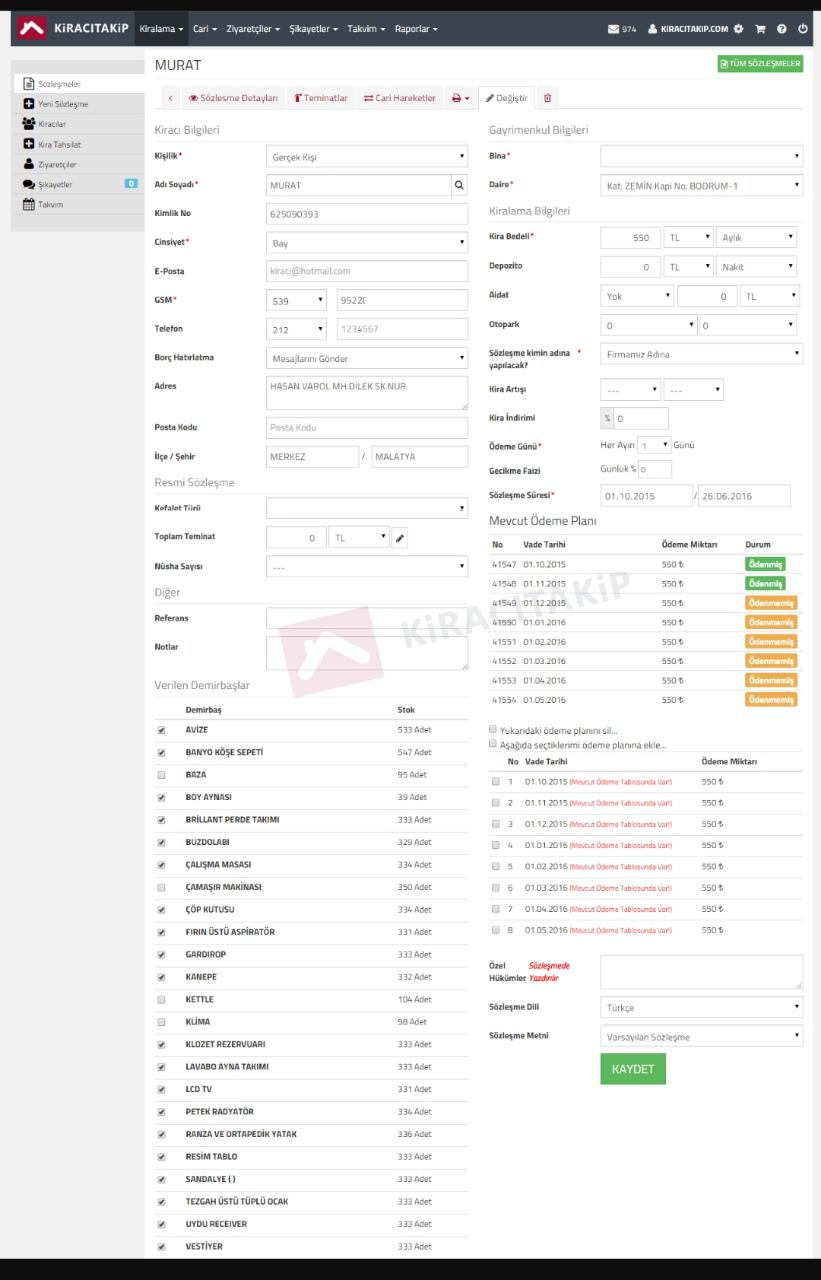 KiRACITAKiP Kiralama Cari Ziyaretçiler Şikayetler Takvim Raporlar 974 KIRACITAKIP.COM
Sözleşmeler
Yeni Sözleşme
Kiracılar
Kira Tahsilat
Ziyaretçiler
Şikayetler 0
Takvim
MURAT
TÜM SÖZLEŞMELER
Sözlesme Detayları Teminatlar Cari Hareketler Değiştir
Kiracı Bilgileri
Kişilik* Gerçek Kişi
Adı Soyadı* MURAT
Kimlik No 625090393
Cinsiyet* Bay
E-Posta kiraci@hotmail.com
GSM* 539
Telefon 212 1234567
Borç Hatırlatma Mesajlarını Gönder
Adres HASAN VAROL MH.DİLEK SK.NUR
Posta Kodu Posta Kodu
İlçe / Şehir MERKEZ / MALATYA
Resmi Sözleşme
Kefalet Türü
Toplam Teminat 0 TL
Nüsha Sayısı ---
Diğer
Referans
Notlar
KiRACITAKiP
Verilen Demirbaşlar
Demirbaş Stok
AVİZE 533 Adet
BANYO KÖŞE SEPETİ 547 Adet
BAZA 95 Adet
BOY AYNASI 39 Adet
BRİLLANT PERDE TAKIMI 333 Adet
BUZDOLABI 329 Adet
ÇALIŞMA MASASI 334 Adet
ÇAMAŞIR MAKİNASI 350 Adet
ÇÖP KUTUSU 334 Adet
FIRIN ÜSTÜ ASPİRATÖR 331 Adet
GARDIROP 333 Adet
KANEPE 332 Adet
KETTLE 104 Adet
KLİMA 98 Adet
KLOZET REZERVUARI 333 Adet
LAVABO AYNA TAKIMI 333 Adet
LCD TV 331 Adet
PETEK RADYATÖR 334 Adet
RANZA VE ORTAPEDİK YATAK 336 Adet
RESİM TABLO 333 Adet
SANDALYE ( ) 333 Adet
TEZGAH ÜSTÜ TÜPLÜ OCAK 333 Adet
UYDU RECEIVER 333 Adet
VESTİYER 333 Adet
Gayrimenkul Bilgileri
Bina*
Daire* Kat: ZEMİN Kapi No: BODRUM-1
Kiralama Bilgileri
Kira Bedeli* 550 TL Aylık
Depozito 0 TL Nakit
Aidat Yok 0 TL
Otopark 0 0
Sözleşme kimin adına * Firmamız Adına
yapılacak?
Kira Artışı --- ---
Kira İndirimi % 0
Ödeme Günü* Her Ayın 1 Günü
Gecikme Faizi Günlük % 0
Sözleşme Süresi* 01.10.2015 / 26.06.2016
Mevcut Ödeme Planı
No Vade Tarihi Ödeme Miktarı Durum
41547 01.10.2015 550 ₺ Ödenmiş
41548 01.11.2015 550 ₺ Ödenmiş
41549 01.12.2015 550 ₺ Ödenmemiş
41550 01.01.2016 550 ₺ Ödenmemiş
41551 01.02.2016 550 ₺ Ödenmemiş
41552 01.03.2016 550 ₺ Ödenmemiş
41553 01.04.2016 550 ₺ Ödenmemiş
41554 01.05.2016 550 ₺ Ödenmemiş
Yukarıdaki ödeme planını sil...
Aşağıda seçtiklerimi ödeme planına ekle...
No Vade Tarihi Ödeme Miktarı
1 01.10.2015 (Mevcut Ödeme Tablosunda Var!) 550 ₺
2 01.11.2015 (Mevcut Ödeme Tablosunda Var!) 550 ₺
3 01.12.2015 (Mevcut Ödeme Tablosunda Var!) 550 ₺
4 01.01.2016 (Mevcut Ödeme Tablosunda Var!) 550 ₺
5 01.02.2016 (Mevcut Ödeme Tablosunda Var!) 550 ₺
6 01.03.2016 (Mevcut Ödeme Tablosunda Var!) 550 ₺
7 01.04.2016 (Mevcut Ödeme Tablosunda Var!) 550 ₺
8 01.05.2016 (Mevcut Ödeme Tablosunda Var!) 550 ₺
Özel Sözleşmede
Hükümler Yazdırılır
Sözleşme Dili Türkçe
Sözleşme Metni Varsayılan Sözleşme
KAYDET